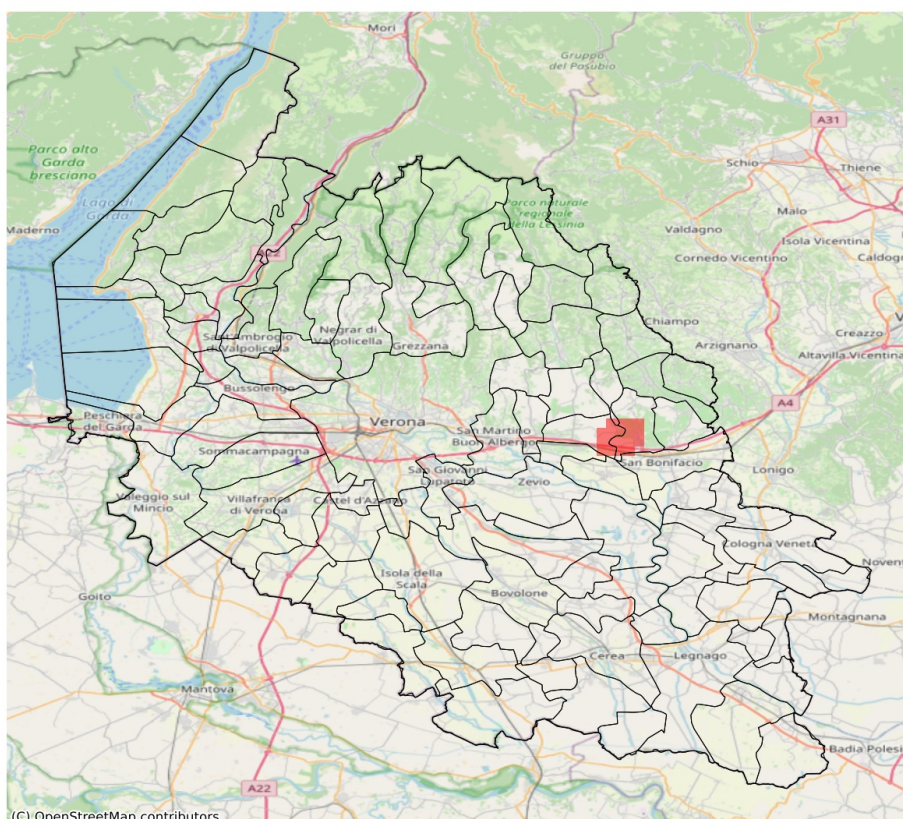 Mori
Gruppo
del Pasubio
A31
Parco alto
Garda
bresciano
Schio
Thiene
Lago di
Garda
Parco naturale
regionale
della Lessinia
Malo
Maderno
Valdagno
Isola Vicentina
Cornedo Vicentino
Caldogn
Chiampo
Sant'Ambrogio
di Valpolicella
Negrar di
Valpolicella
Grezzana
Arzignano
Creazzo
Altavilla Vicentina
Bussolengo
A4
Peschiera
del Garda
Verona
San Martino
Buon Albergo
Sommacampagna
San Bonifacio
San Giovanni
Lupatoto
Zevio
Lonigo
Valeggio sul
Mincio
Villafranca
di Verona
Castel d'Azzano
Cologna Veneta
Noven
Isola della
Scala
Goito
Bovolone
Montagnana
Cerea
Legnago
Mantova
Badia Polesi
A22
(C) OpenStreetMap contributors